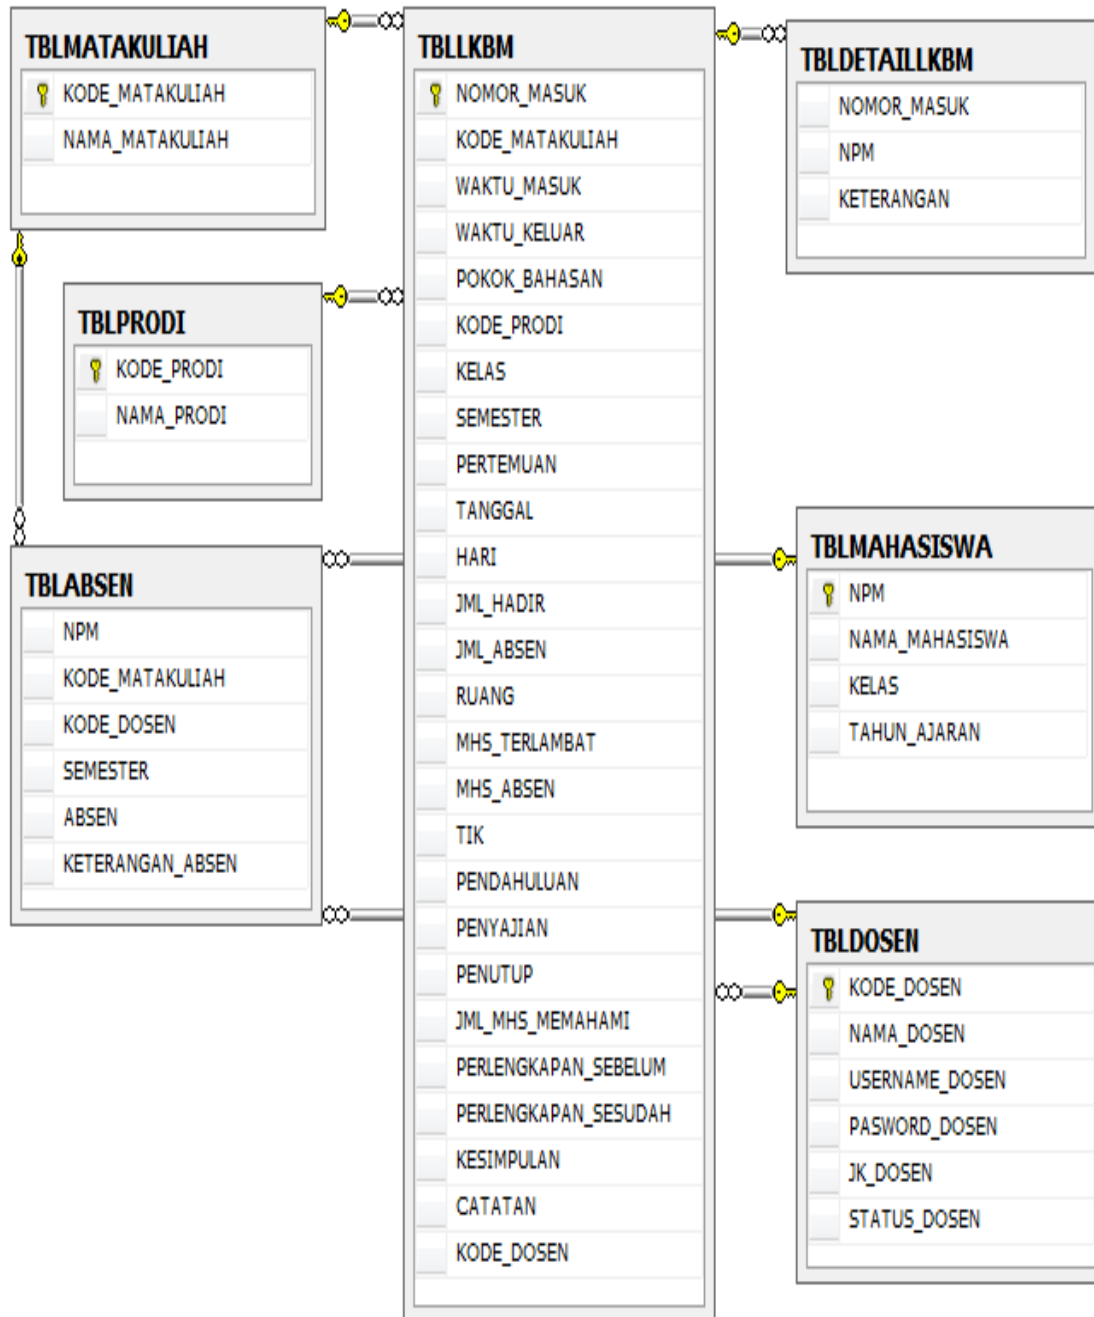 TBLMATAKULIAH
KODE_MATAKULIAH
NAMA_MATAKULIAH
TBLPRODI
KODE_PRODI
NAMA_PRODI
TBLABSEN
NPM
KODE_MATAKULIAH
KODE_DOSEN
SEMESTER
ABSEN
KETERANGAN_ABSEN
TBLLKBM
NOMOR_MASUK
KODE_MATAKULIAH
WAKTU_MASUK
WAKTU_KELUAR
POKOK_BAHASAN
KODE_PRODI
KELAS
SEMESTER
PERTEMUAN
TANGGAL
HARI
JML_HADIR
JML_ABSEN
RUANG
MHS_TERLAMBAT
MHS_ABSEN
TIK
PENDAHULUAN
PENYAJIAN
PENUTUP
JML_MHS_MEMAHAMI
PERLENGKAPAN_SEBELUM
PERLENGKAPAN_SESUDAH
KESIMPULAN
CATATAN
KODE_DOSEN
TBLDETAILLKBM
NOMOR_MASUK
NPM
KETERANGAN
TBLMAHASISWA
NPM
NAMA_MAHASISWA
KELAS
TAHUN_AJARAN
TBLDOSEN
KODE_DOSEN
NAMA_DOSEN
USERNAME_DOSEN
PASWORD_DOSEN
JK_DOSEN
STATUS_DOSEN